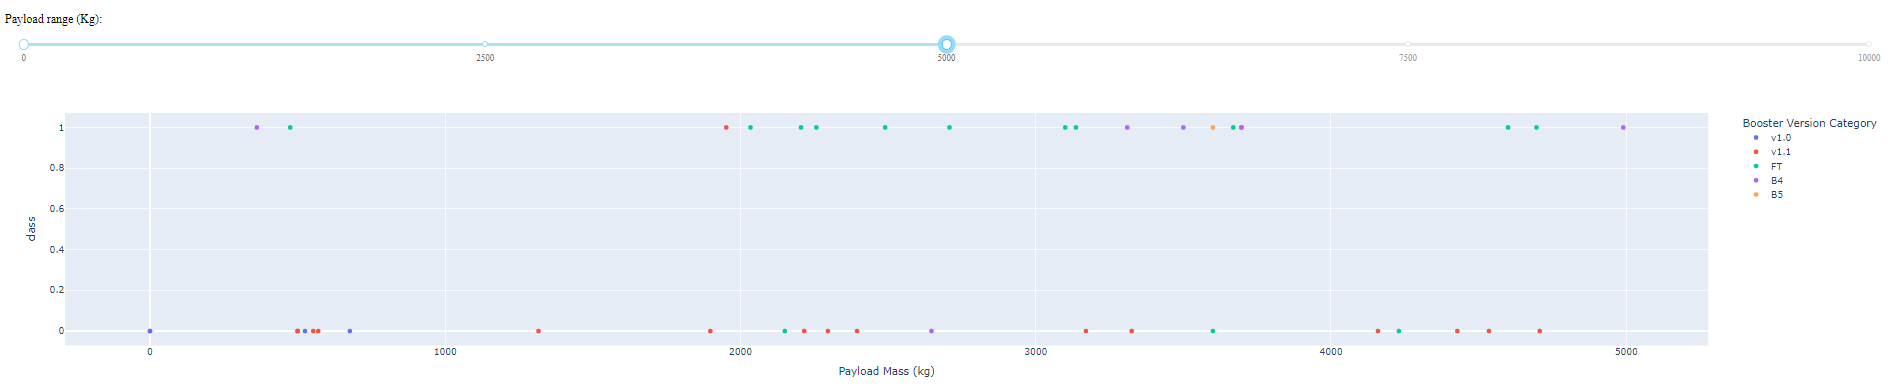 Payload range (Kg):
0 2500 5000 7500 10000
Booster Version Category
v1.0
v1.1
FT
B4
B5
1
0.8
0.6
0.4
0.2
0
class
0 1000 2000 3000 4000 5000
Payload Mass (kg)